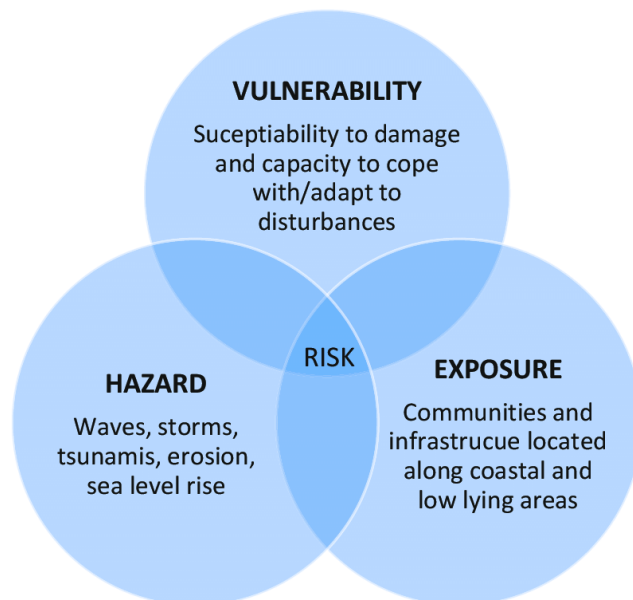 VULNERABILITY
Suceptiability to damage
and capacity to cope
with/adapt to
disturbances
RISK
HAZARD
Waves, storms,
tsunamis, erosion,
sea level rise
EXPOSURE
Communities and
infrastrucue located
along coastal and
low lying areas